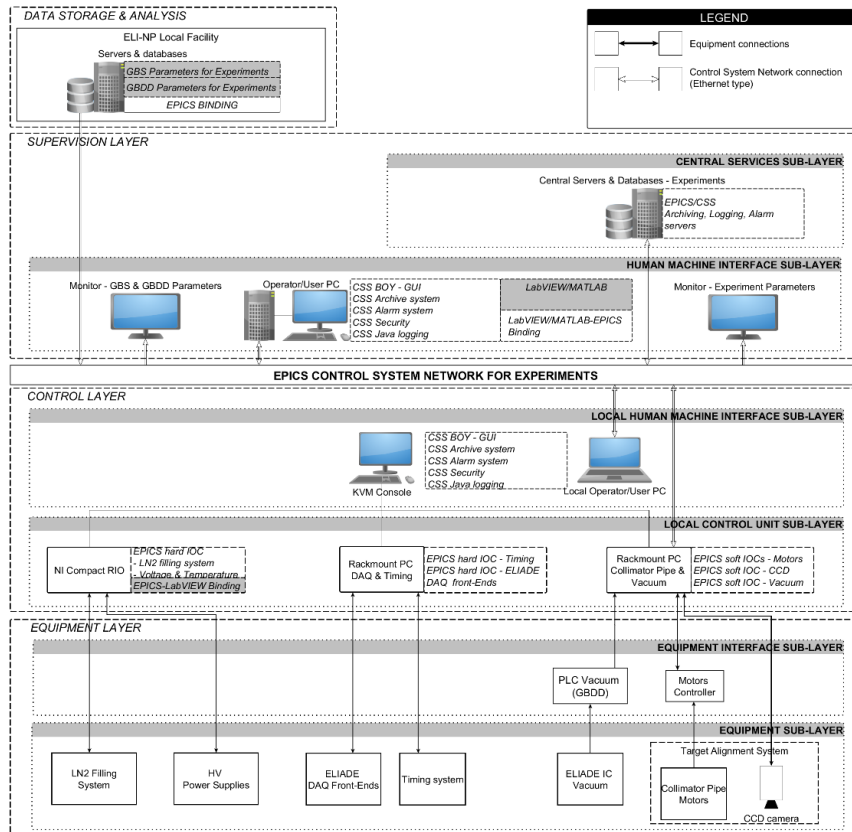 DATA STORAGE & ANALYSIS
ELI-NP Local Facility
Servers & databases
GBS Parameters for Experiments
GBDD Parameters for Experiments
EPICS BINDING
LEGEND
Equipment connections
Control System Network connection
(Ethernet type)
SUPERVISION LAYER
CENTRAL SERVICES SUB-LAYER
Central Servers & Databases - Experiments
EPICS/CSS
Archiving, Logging, Alarm
servers
HUMAN MACHINE INTERFACE SUB-LAYER
Monitor - GBS & GBDD Parameters
Operator/User PC
CSS BOY - GUI
CSS Archive system
CSS Alarm system
CSS Security
CSS Java logging
LabVIEW/MATLAB
LabVIEW/MATLAB-EPICS
Binding
Monitor - Experiment Parameters
EPICS CONTROL SYSTEM NETWORK FOR EXPERIMENTS
CONTROL LAYER
LOCAL HUMAN MACHINE INTERFACE SUB-LAYER
KVM Console
CSS BOY - GUI
CSS Archive system
CSS Alarm system
CSS Security
CSS Java logging
Local Operator/User PC
LOCAL CONTROL UNIT SUB-LAYER
NI Compact RIO
EPICS hard IOC
- LN2 filling system
- Voltage & Temperature
EPICS-LabVIEW Binding
Rackmount PC
DAQ & Timing
EPICS hard IOC - Timing
EPICS hard IOC - ELIADE
DAQ front-Ends
Rackmount PC
Collimator Pipe &
Vacuum
EPICS soft IOCs - Motors
EPICS soft IOC - CCD
EPICS soft IOC - Vacuum
EQUIPMENT LAYER
EQUIPMENT INTERFACE SUB-LAYER
PLC Vacuum
(GBDD)
Motors
Controller
EQUIPMENT SUB-LAYER
LN2 Filling
System
HV
Power Supplies
ELIADE
DAQ Front-Ends
Timing system
ELIADE IC
Vacuum
Target Alignment System
Collimator Pipe
Motors
CCD camera